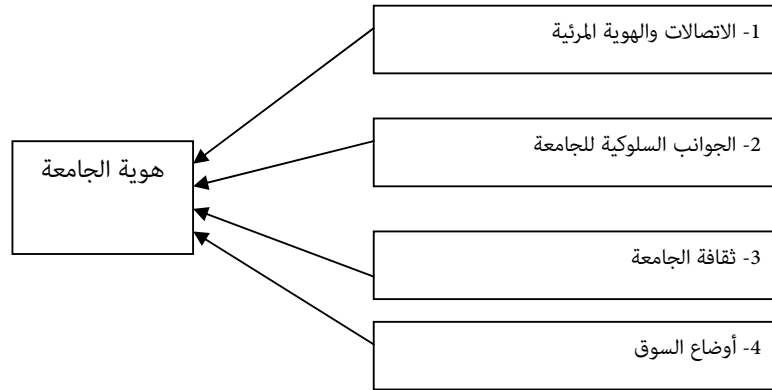 1- الاتصالات والهوية المرئية
2- الجوانب السلوكية للجامعة
هوية الجامعة
3- ثقافة الجامعة
4- أوضاع السوق